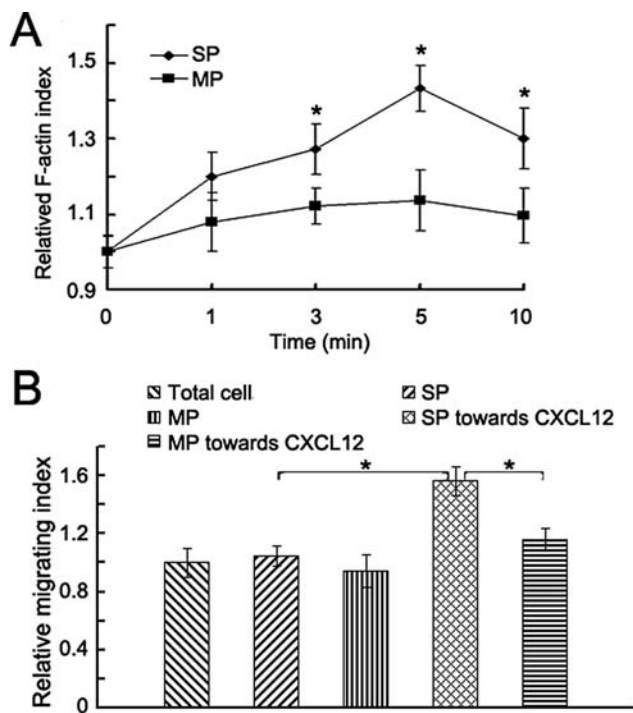 A
SP
MP
Relatived F-actin index
1.5
1.3
1.1
0.9
* * *
0 1 3 5 10
Time (min)
B
Total cell SP
MP SP towards CXCL12
MP towards CXCL12
Relative migrating index
1.6
1.2
0.8
0.4
0
* *